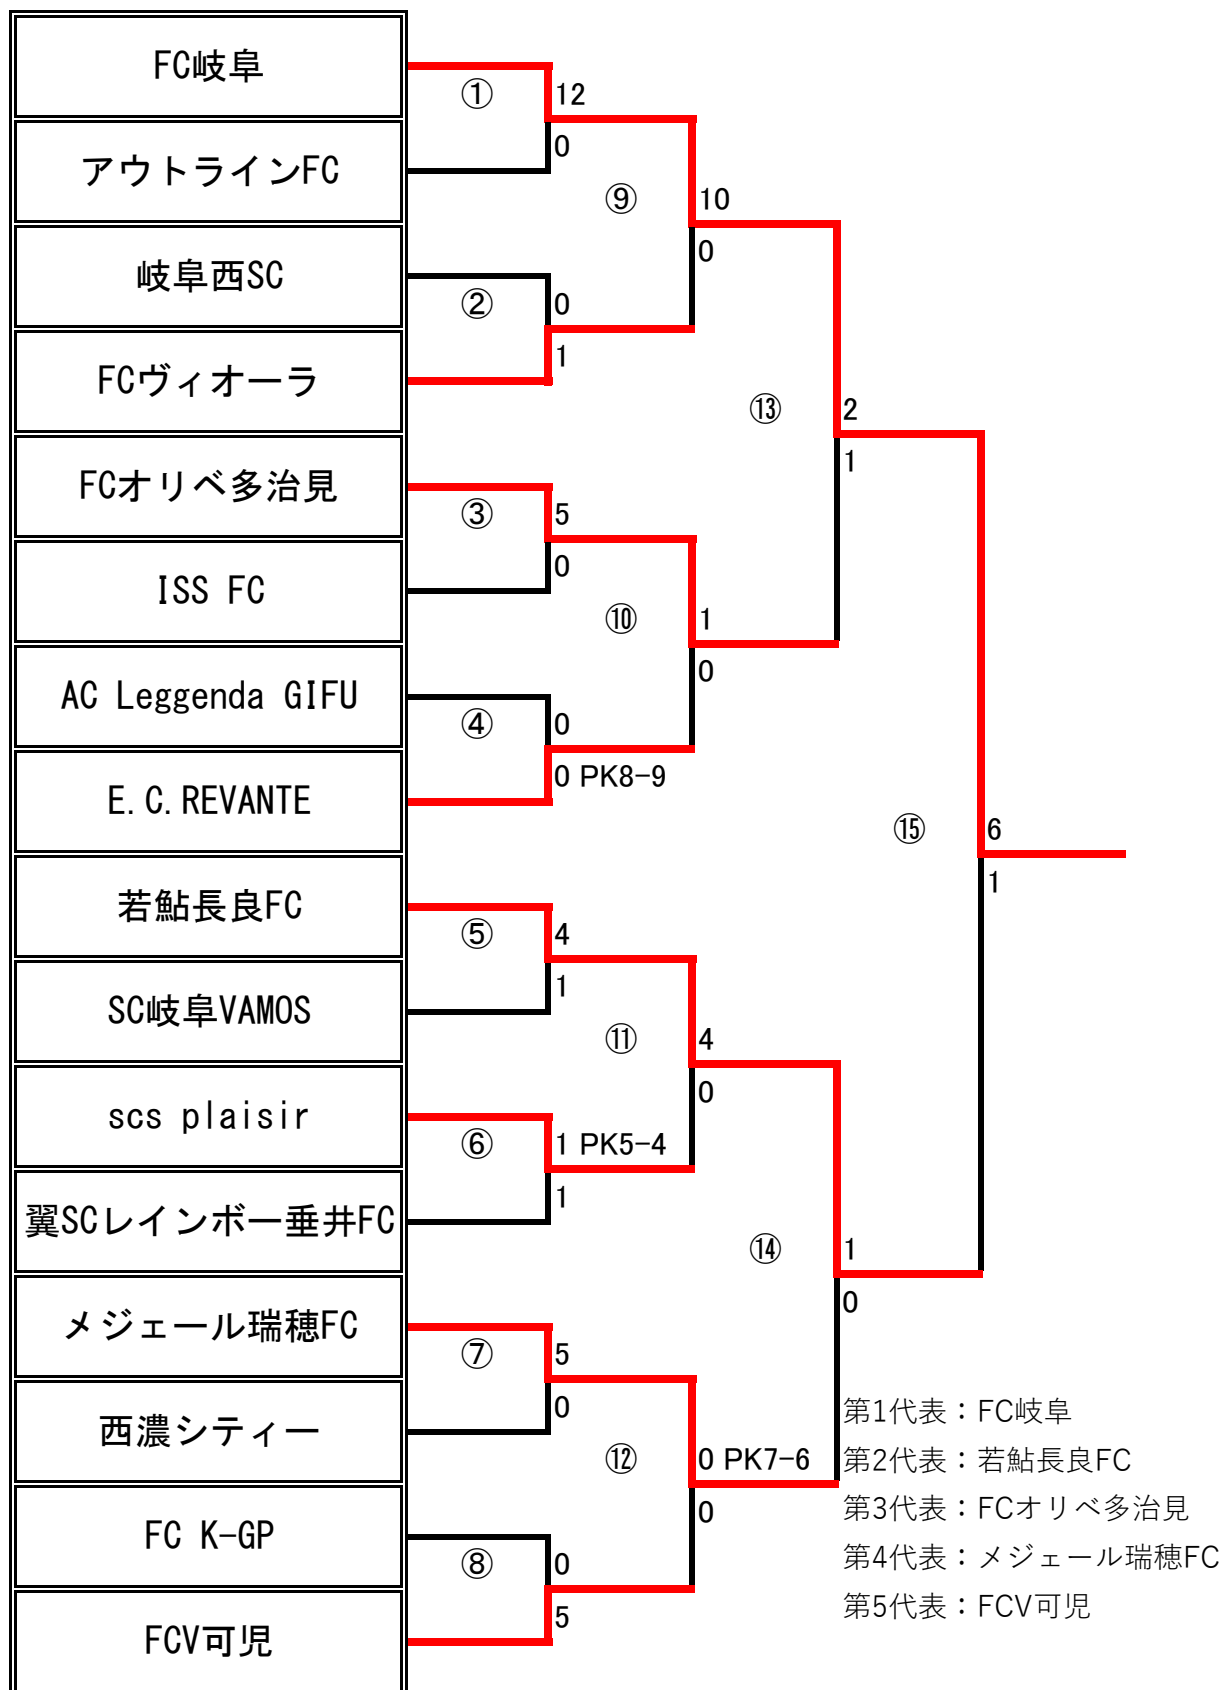 FC岐阜
① 12
アウトラインFC
0
⑨ 10
0
岐阜西SC
② 0
1
FCヴィオーラ
⑬ 2
1
FCオリベ多治見
③ 5
0
ISS FC
⑩ 1
0
AC Leggenda GIFU
④ 0
0 PK8-9
E.C.REVANTE
⑮ 6
1
若鮎長良FC
⑤ 4
1
SC岐阜VAMOS
⑪ 4
0
scs plaisir
⑥ 1 PK5-4
1
翼SCレインボー垂井FC
⑭ 1
0
メジェール瑞穂FC
⑦ 5
0
西濃シティー
⑫ 0 PK7-6
0
FC K-GP
⑧ 0
5
FCV可児
第1代表：FC岐阜
第2代表：若鮎長良FC
第3代表：FCオリベ多治見
第4代表：メジェール瑞穂FC
第5代表：FCV可児